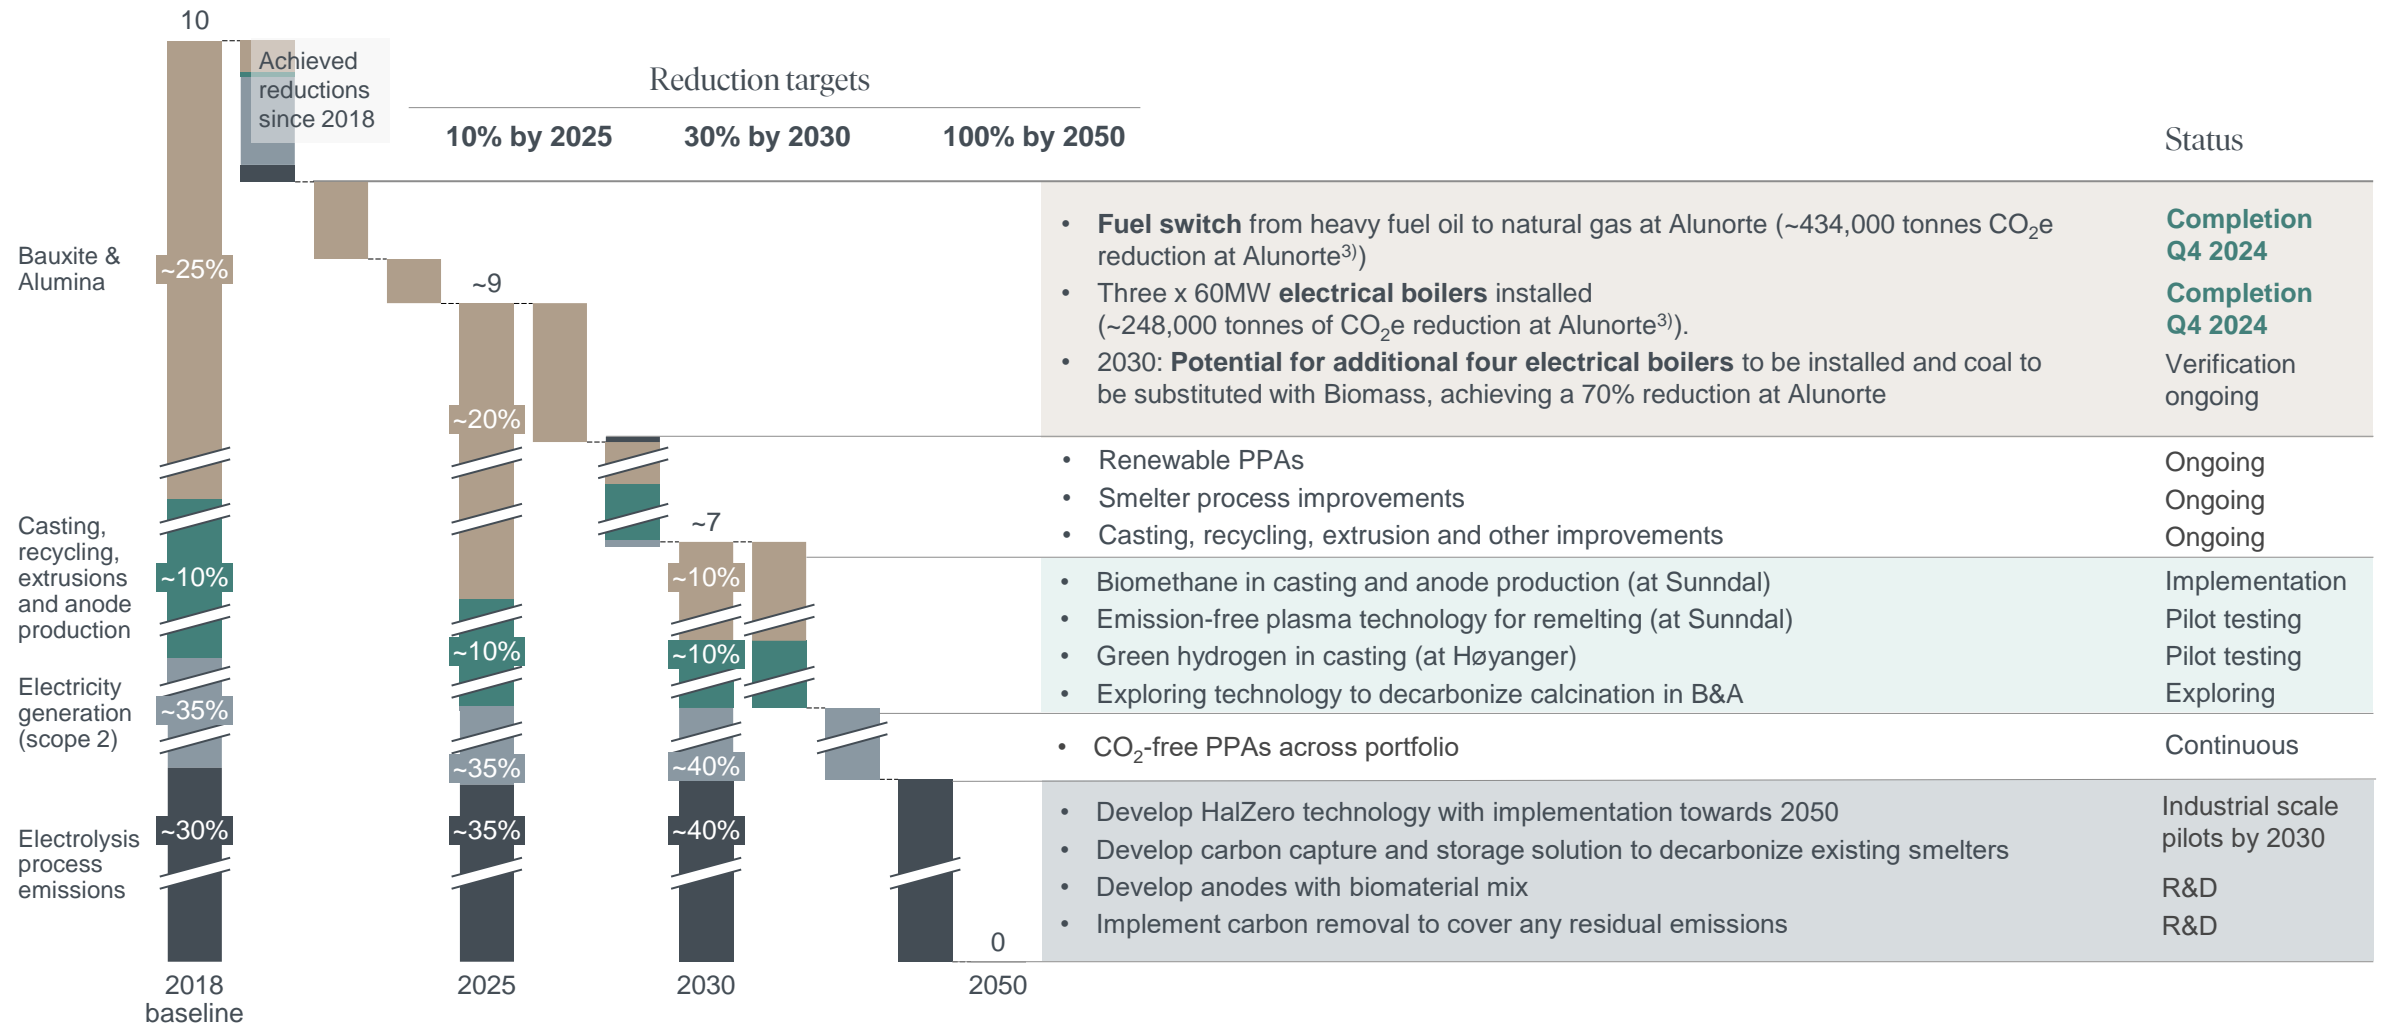 10
Achieved
reductions
since 2018
Reduction targets
10% by 2025
30% by 2030
100% by 2050
Status
Bauxite &
Alumina
~25%
~9
~20%
• Fuel switch from heavy fuel oil to natural gas at Alunorte (~434,000 tonnes CO2e
reduction at Alunorte3))
Completion
Q4 2024
• Three x 60MW electrical boilers installed
(~248,000 tonnes of CO2e reduction at Alunorte3)).
Completion
Q4 2024
• 2030: Potential for additional four electrical boilers to be installed and coal to
be substituted with Biomass, achieving a 70% reduction at Alunorte
Verification
ongoing
• Renewable PPAs
Ongoing
• Smelter process improvements
Ongoing
• Casting, recycling, extrusion and other improvements
Ongoing
Casting,
recycling,
extrusions
and anode
production
~10%
~10%
~7
~10%
~10%
• Biomethane in casting and anode production (at Sunndal)
Implementation
• Emission-free plasma technology for remelting (at Sunndal)
Pilot testing
• Green hydrogen in casting (at Høyanger)
Pilot testing
• Exploring technology to decarbonize calcination in B&A
Exploring
Electricity
generation
(scope 2)
~35%
~35%
~40%
• CO2-free PPAs across portfolio
Continuous
Electrolysis
process
emissions
~30%
~35%
~40%
• Develop HalZero technology with implementation towards 2050
Industrial scale
pilots by 2030
• Develop carbon capture and storage solution to decarbonize existing smelters
• Develop anodes with biomaterial mix
R&D
• Implement carbon removal to cover any residual emissions
R&D
0
2018
baseline
2025
2030
2050